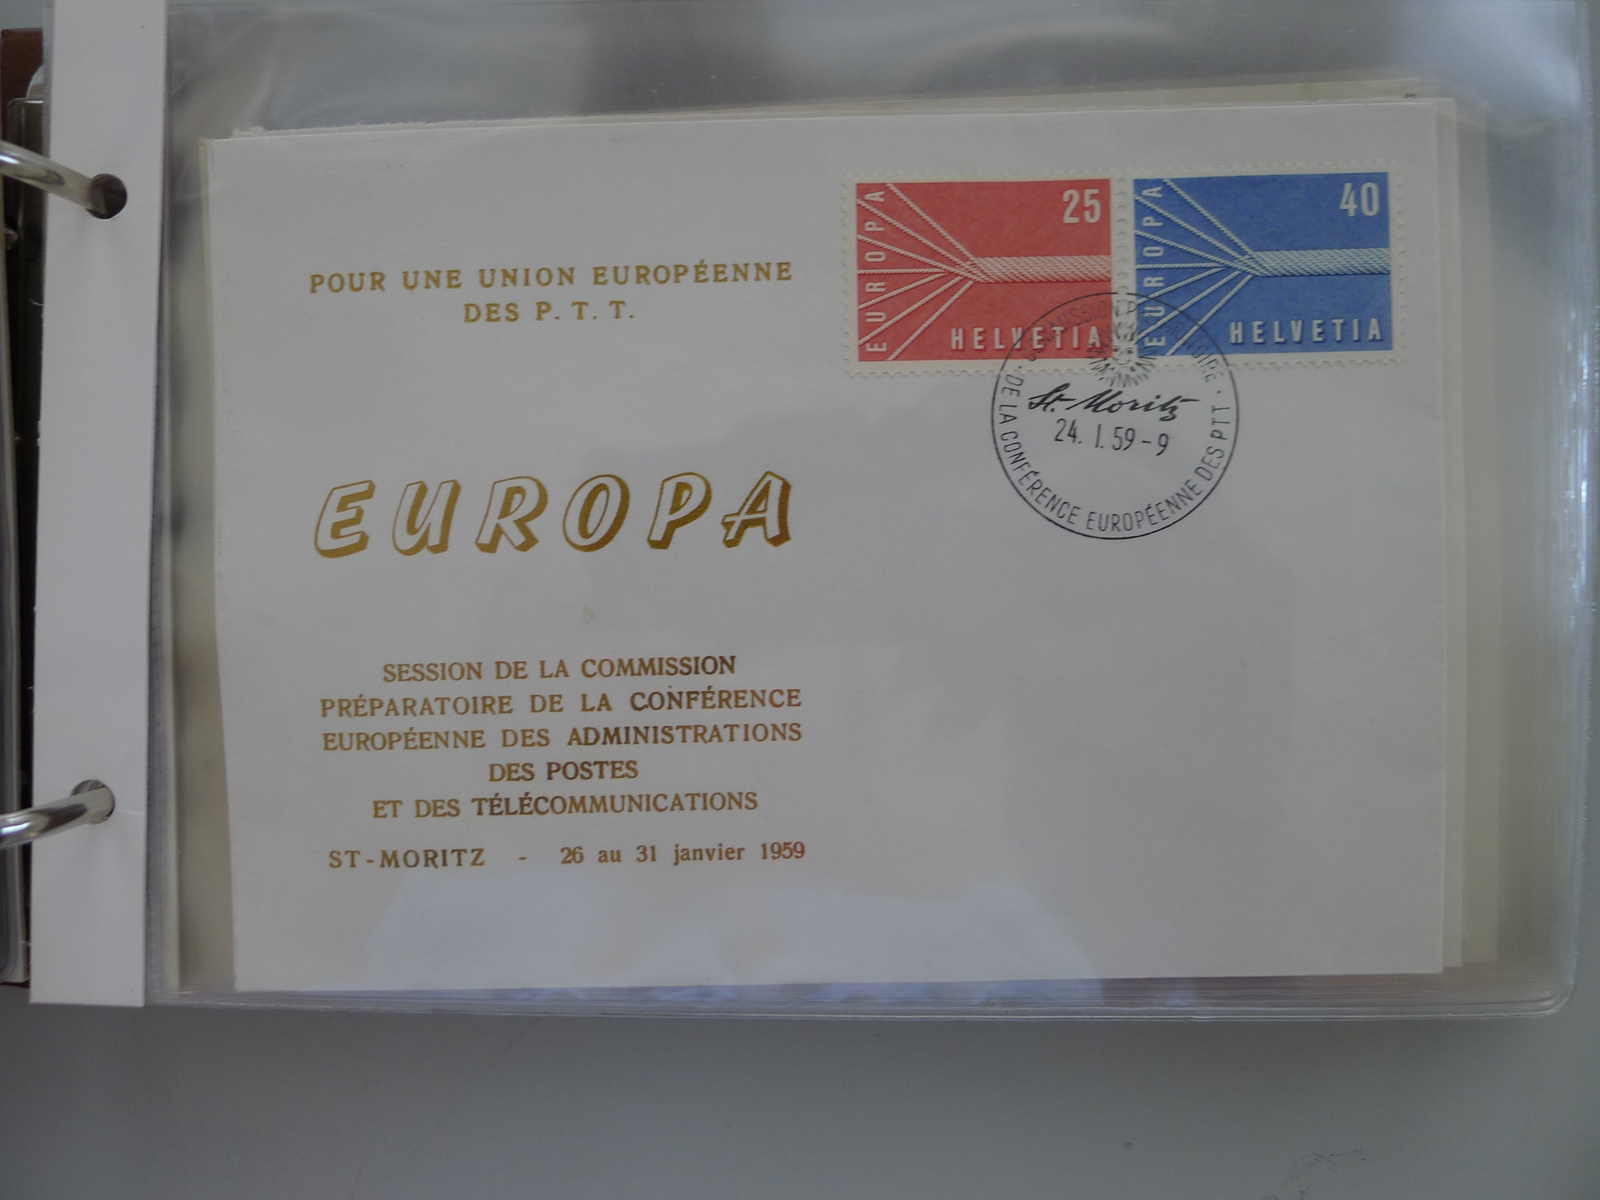 POUR UNE UNION EUROPÉENNE
DES P. T. T.
EUROPA
SESSION DE LA COMMISSION
PRÉPARATOIRE DE LA CONFÉRENCE
EUROPÉENNE DES ADMINISTRATIONS
DES POSTES
ET DES TÉLÉCOMMUNICATIONS
ST-MORITZ - 26 au 31 janvier 1959
25
EUROPA
HELVETIA
40
EUROPA
HELVETIA
St. Moritz
24. I. 59-9
DE LA CONFÉRENCE EUROPÉENNE DES PTT